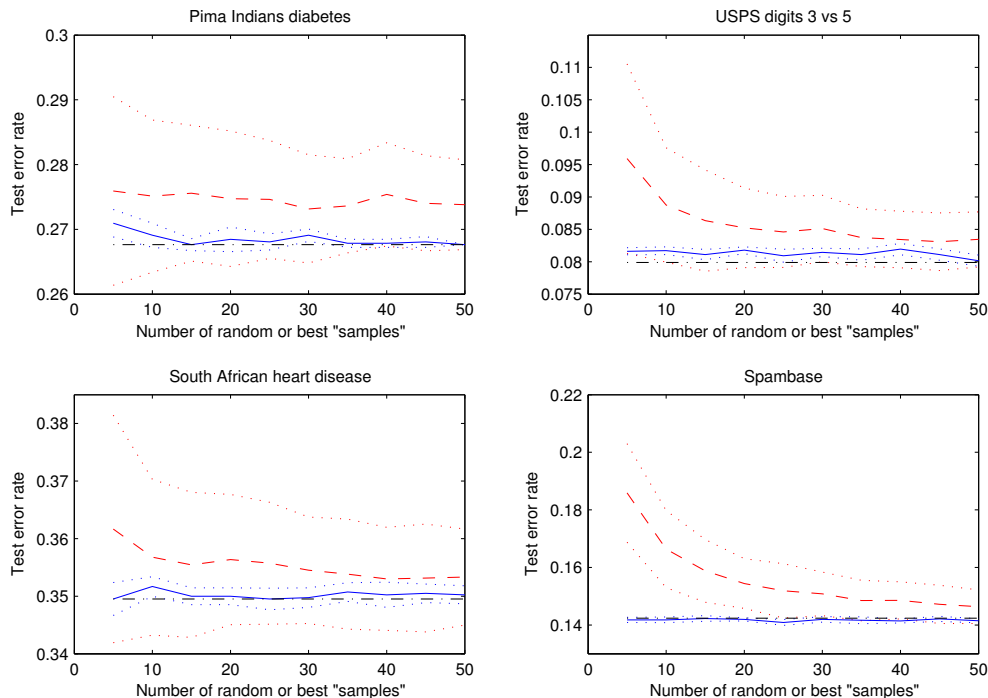 Pima Indians diabetes
0.3
0.29
0.28
0.27
0.26
0 10 20 30 40 50
Test error rate
Number of random or best "samples"
USPS digits 3 vs 5
0.11
0.105
0.1
0.095
0.09
0.085
0.08
0.075
0 10 20 30 40 50
Test error rate
Number of random or best "samples"
South African heart disease
0.38
0.37
0.36
0.35
0.34
0 10 20 30 40 50
Test error rate
Number of random or best "samples"
Spambase
0.22
0.2
0.18
0.16
0.14
0 10 20 30 40 50
Test error rate
Number of random or best "samples"